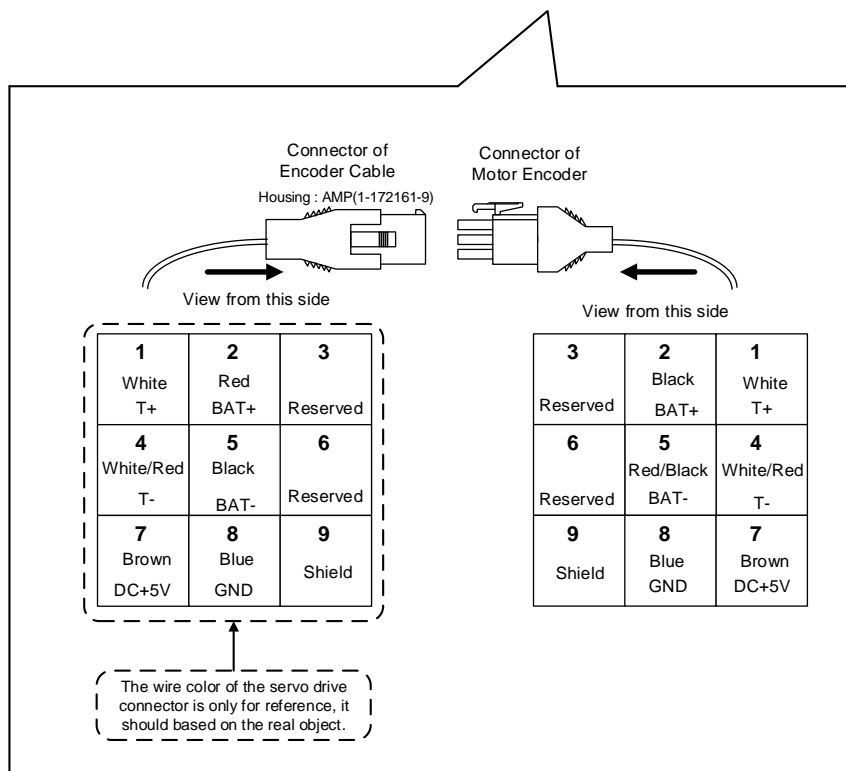 Connector of
Encoder Cable
Housing : AMP(1-172161-9)
Connector of
Motor Encoder
View from this side
View from this side
1 2 3
White Red
T+ BAT+ Reserved
4 5 6
White/Red Black
T- BAT- Reserved
7 8 9
Brown Blue Shield
DC+5V GND
3 2 1
Black White
Reserved BAT+ T+
6 5 4
Red/Black White/Red
Reserved BAT- T-
9 8 7
Shield Blue Brown
GND DC+5V
The wire color of the servo drive
connector is only for reference, it
should based on the real object.